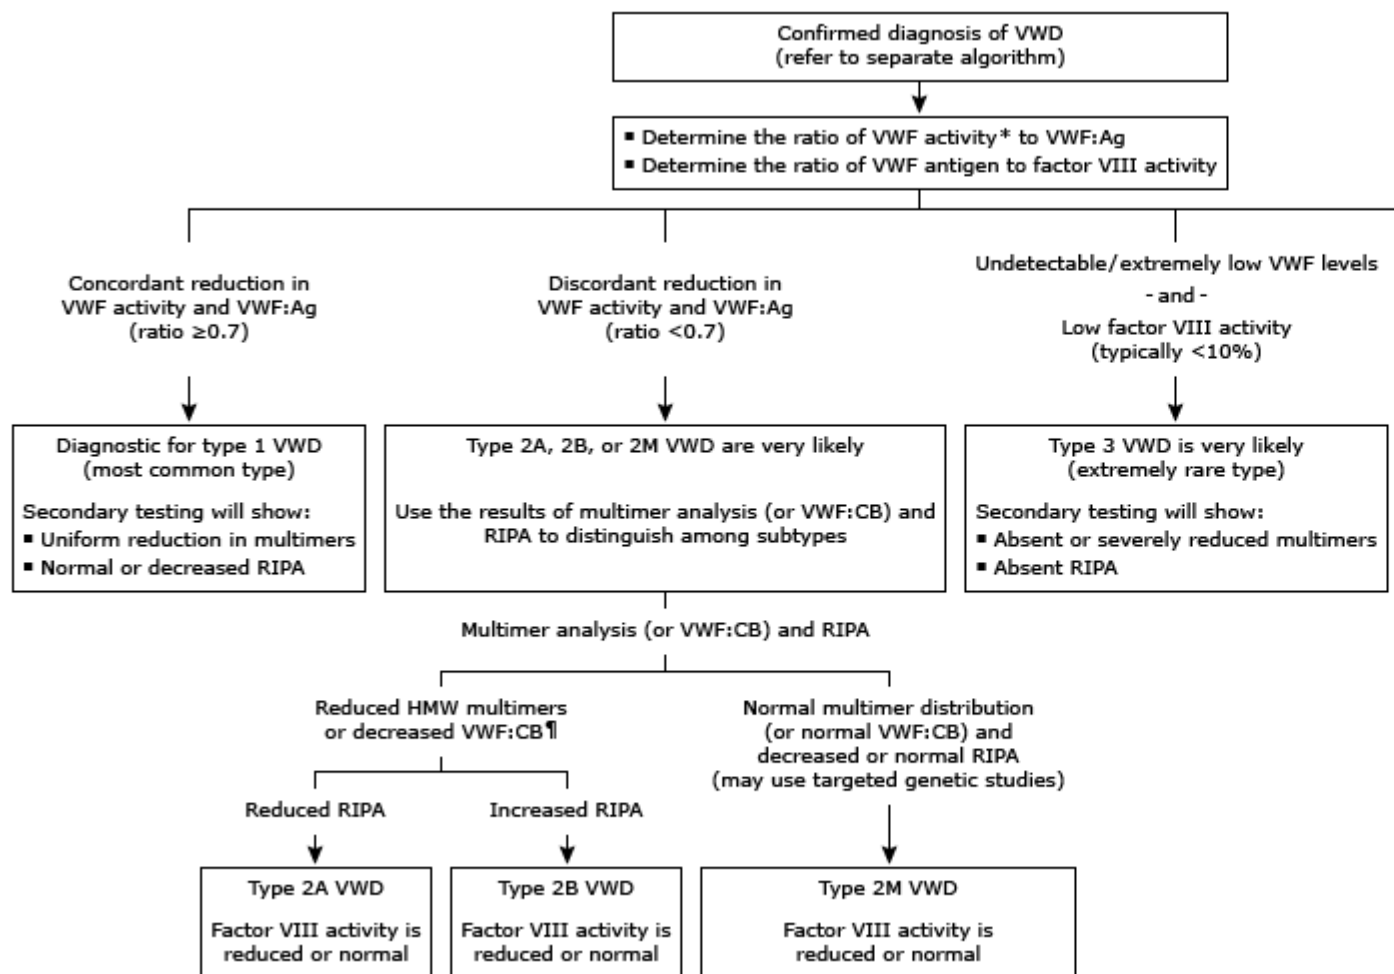 Confirmed diagnosis of VWD
(refer to separate algorithm)
▪ Determine the ratio of VWF activity* to VWF:Ag
▪ Determine the ratio of VWF antigen to factor VIII activity
Concordant reduction in
VWF activity and VWF:Ag
(ratio ≥0.7)
Discordant reduction in
VWF activity and VWF:Ag
(ratio <0.7)
Undetectable/extremely low VWF levels
- and -
Low factor VIII activity
(typically <10%)
Diagnostic for type 1 VWD
(most common type)
Secondary testing will show:
▪ Uniform reduction in multimers
▪ Normal or decreased RIPA
Type 2A, 2B, or 2M VWD are very likely
Use the results of multimer analysis (or VWF:CB) and
RIPA to distinguish among subtypes
Type 3 VWD is very likely
(extremely rare type)
Secondary testing will show:
▪ Absent or severely reduced multimers
▪ Absent RIPA
Multimer analysis (or VWF:CB) and RIPA
Reduced HMW multimers
or decreased VWF:CB¶
Normal multimer distribution
(or normal VWF:CB) and
decreased or normal RIPA
(may use targeted genetic studies)
Reduced RIPA
Increased RIPA
Type 2A VWD
Factor VIII activity is
reduced or normal
Type 2B VWD
Factor VIII activity is
reduced or normal
Type 2M VWD
Factor VIII activity is
reduced or normal